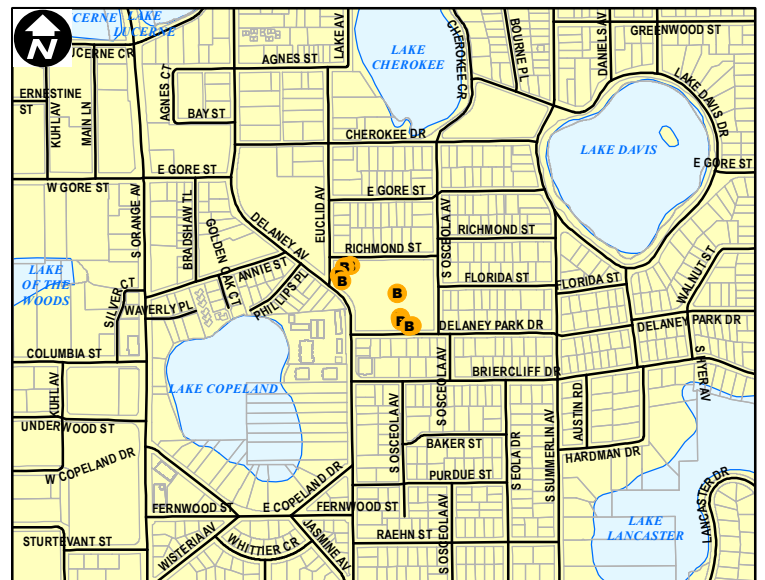 CERNE
LAKE
LUCERNE
LAKE AV
LAKE
CHEROKEE
CHEROKEE CR
BOURNE PL
DANIELS AV
GREENWOOD ST
UCERNE CR
AGNES ST
LAKE DAVIS DR
ERNESTINE
ST
KUHL AV
MAIN LN
AGNES CT
BAY ST
CHEROKEE DR
LAKE DAVIS
E GORE ST
W GORE ST
E GORE ST
E GORE ST
S ORANGE AV
BRADSHAW TL
GOLDEN OAK CT
DELANEY AV
EUCLID AV
S OSCEOLA AV
RICHMOND ST
RICHMOND ST
WALNUT ST
LAKE
OF THE
WOODS
ANNIE ST
FLORIDA ST
FLORIDA ST
B
B
B
B
B
SILVER CT
WAVERLY PL
PHILLIPS PL
DELANEY PARK DR
DELANEY PARK DR
COLUMBIA ST
S OSCEOLA AV
BRIERCLIFF DR
S HYER AV
KUHL AV
LAKE COPELAND
S OSCEOLA AV
S EOLA DR
S SUMMERLIN AV
AUSTIN RD
UNDERWOOD ST
BAKER ST
W COPELAND DR
HARDMAN DR
E COPELAND DR
PURDUE ST
FERNWOOD ST
FERNWOOD ST
LANCASTER DR
WISTERIA AV
WHITTIER CR
JASMINE AV
RAEHN ST
S OSCEOLA AV
LAKE
LANCASTER
STURTEVANT ST
N